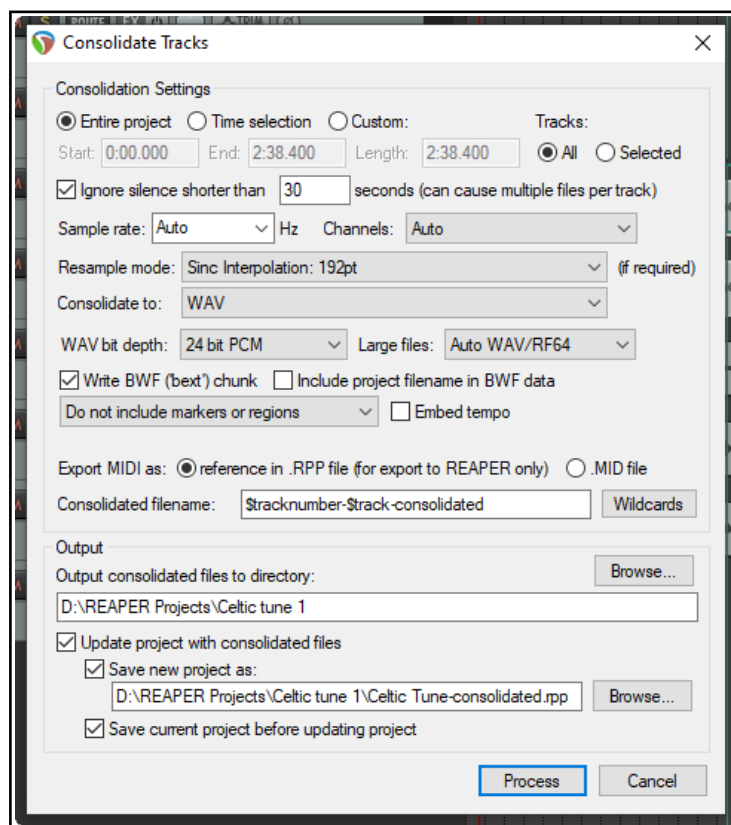 S ROUTE FX TRIM
Consolidate Tracks
Consolidation Settings
Entire project Time selection Custom: Tracks:
Start: 0:00.000 End: 2:38.400 Length: 2:38.400 All Selected
Ignore silence shorter than 30 seconds (can cause multiple files per track)
Sample rate: Auto Hz Channels: Auto
Resample mode: Sinc Interpolation: 192pt (if required)
Consolidate to: WAV
WAV bit depth: 24 bit PCM Large files: Auto WAV/RF64
Write BWF ('bext') chunk Include project filename in BWF data
Do not include markers or regions Embed tempo
Export MIDI as: reference in .RPP file (for export to REAPER only) .MID file
Consolidated filename: $tracknumber-$track-consolidated Wildcards
Output
Output consolidated files to directory: Browse...
D:\REAPER Projects\Celtic tune 1
Update project with consolidated files
Save new project as:
D:\REAPER Projects\Celtic tune 1\Celtic Tune-consolidated.rpp Browse...
Save current project before updating project
Process Cancel